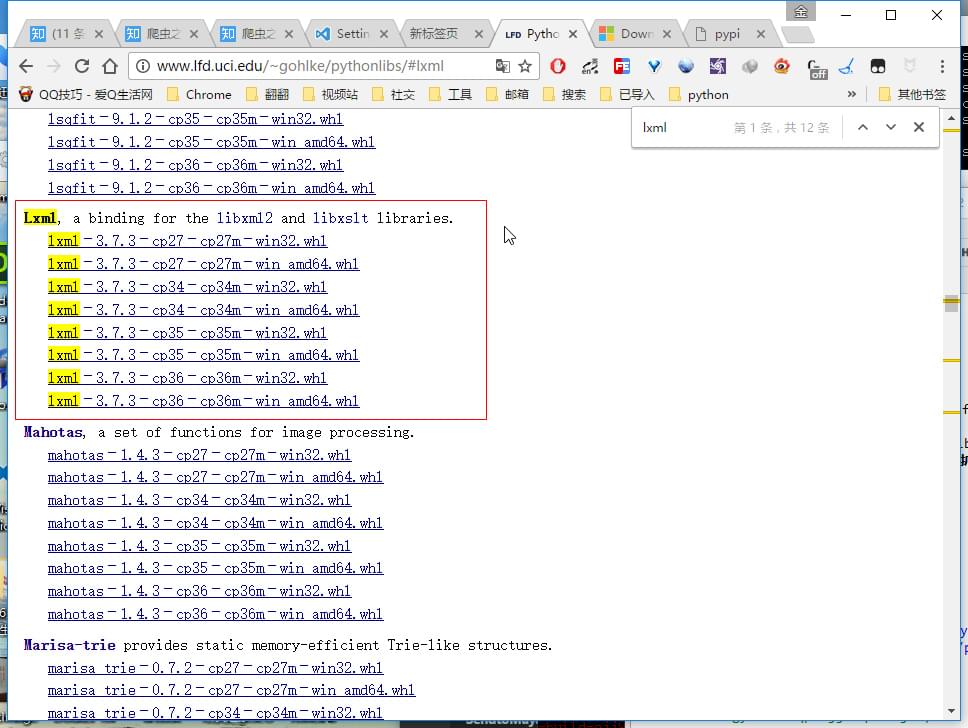 金
知 (11 条
知 爬虫之
知 爬虫之
Settin
新标签页
LFD Pytho
Down
pypi
www.lfd.uci.edu/~gohlke/pythonlibs/#lxml
off
QQ技巧 - 爱Q生活网 Chrome 翻翻 视频站 社交 工具 邮箱 搜索 已导入 python » 其他书签
lxml 第 1 条，共 12 条
lsqfit‑9.1.2‑cp35‑cp35m‑win32.whl
lsqfit‑9.1.2‑cp35‑cp35m‑win_amd64.whl
lsqfit‑9.1.2‑cp36‑cp36m‑win32.whl
lsqfit‑9.1.2‑cp36‑cp36m‑win_amd64.whl
Lxml, a binding for the libxml2 and libxslt libraries.
lxml‑3.7.3‑cp27‑cp27m‑win32.whl
lxml‑3.7.3‑cp27‑cp27m‑win_amd64.whl
lxml‑3.7.3‑cp34‑cp34m‑win32.whl
lxml‑3.7.3‑cp34‑cp34m‑win_amd64.whl
lxml‑3.7.3‑cp35‑cp35m‑win32.whl
lxml‑3.7.3‑cp35‑cp35m‑win_amd64.whl
lxml‑3.7.3‑cp36‑cp36m‑win32.whl
lxml‑3.7.3‑cp36‑cp36m‑win_amd64.whl
Mahotas, a set of functions for image processing.
mahotas‑1.4.3‑cp27‑cp27m‑win32.whl
mahotas‑1.4.3‑cp27‑cp27m‑win_amd64.whl
mahotas‑1.4.3‑cp34‑cp34m‑win32.whl
mahotas‑1.4.3‑cp34‑cp34m‑win_amd64.whl
mahotas‑1.4.3‑cp35‑cp35m‑win32.whl
mahotas‑1.4.3‑cp35‑cp35m‑win_amd64.whl
mahotas‑1.4.3‑cp36‑cp36m‑win32.whl
mahotas‑1.4.3‑cp36‑cp36m‑win_amd64.whl
Marisa-trie provides static memory-efficient Trie-like structures.
marisa_trie‑0.7.2‑cp27‑cp27m‑win32.whl
marisa_trie‑0.7.2‑cp27‑cp27m‑win_amd64.whl
marisa_trie‑0.7.2‑cp34‑cp34m‑win32.whl